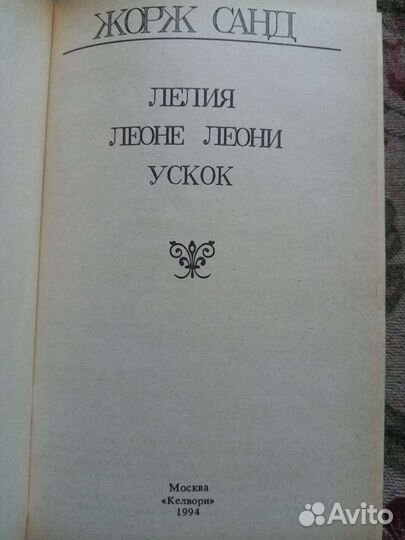 ЖОРЖ САНД
ЛЕЛИЯ
ЛЕОНЕ ЛЕОНИ
УСКОК
Москва
«Келвори»
1994
Avito